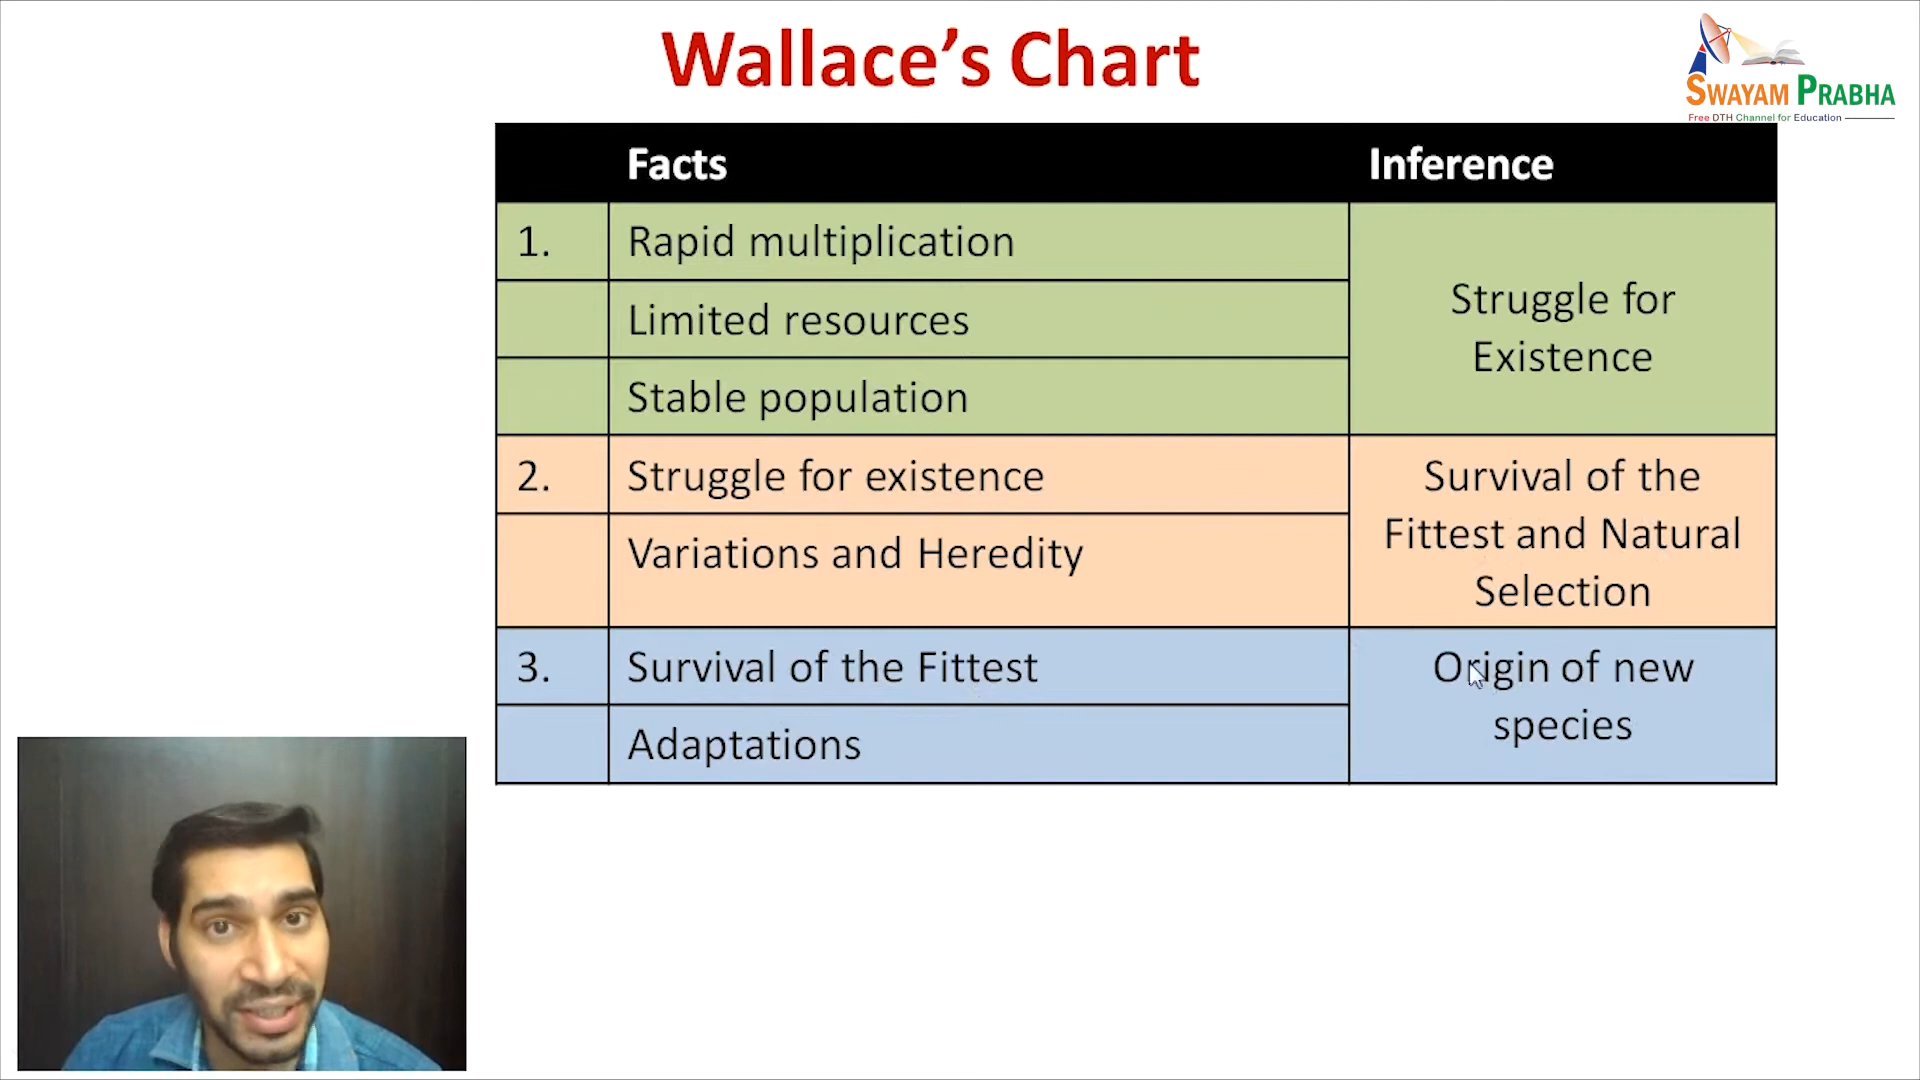 Wallace’s Chart
SWAYAM PRABHA
Free DTH Channel for Education
Facts Inference
1. Rapid multiplication
Limited resources
Stable population
Struggle for
Existence
2. Struggle for existence
Variations and Heredity
Survival of the
Fittest and Natural
Selection
3. Survival of the Fittest
Adaptations
Origin of new
species